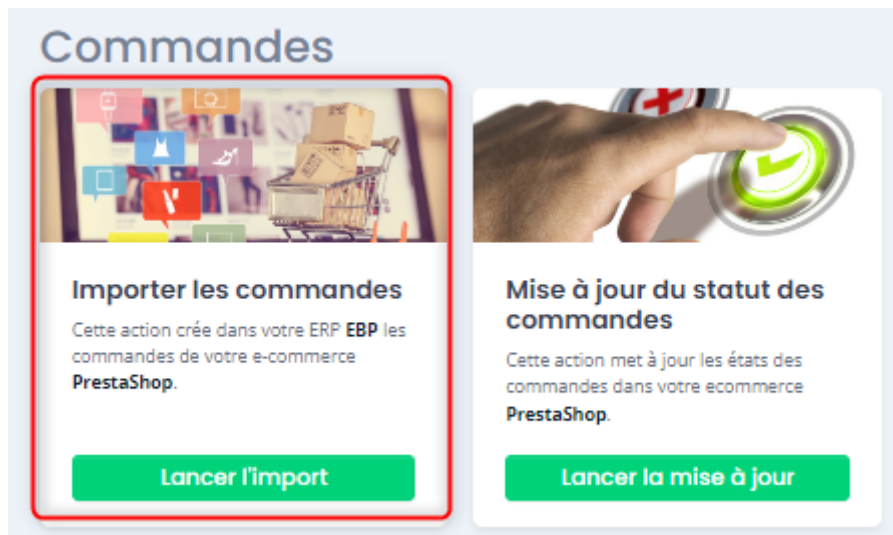 Commandes
Importer les commandes
Cette action crée dans votre ERP EBP les
commandes de votre e-commerce
PrestaShop.
Lancer l'import
Mise à jour du statut des
commandes
Cette action met à jour les états des
commandes dans votre ecommerce
PrestaShop.
Lancer la mise à jour